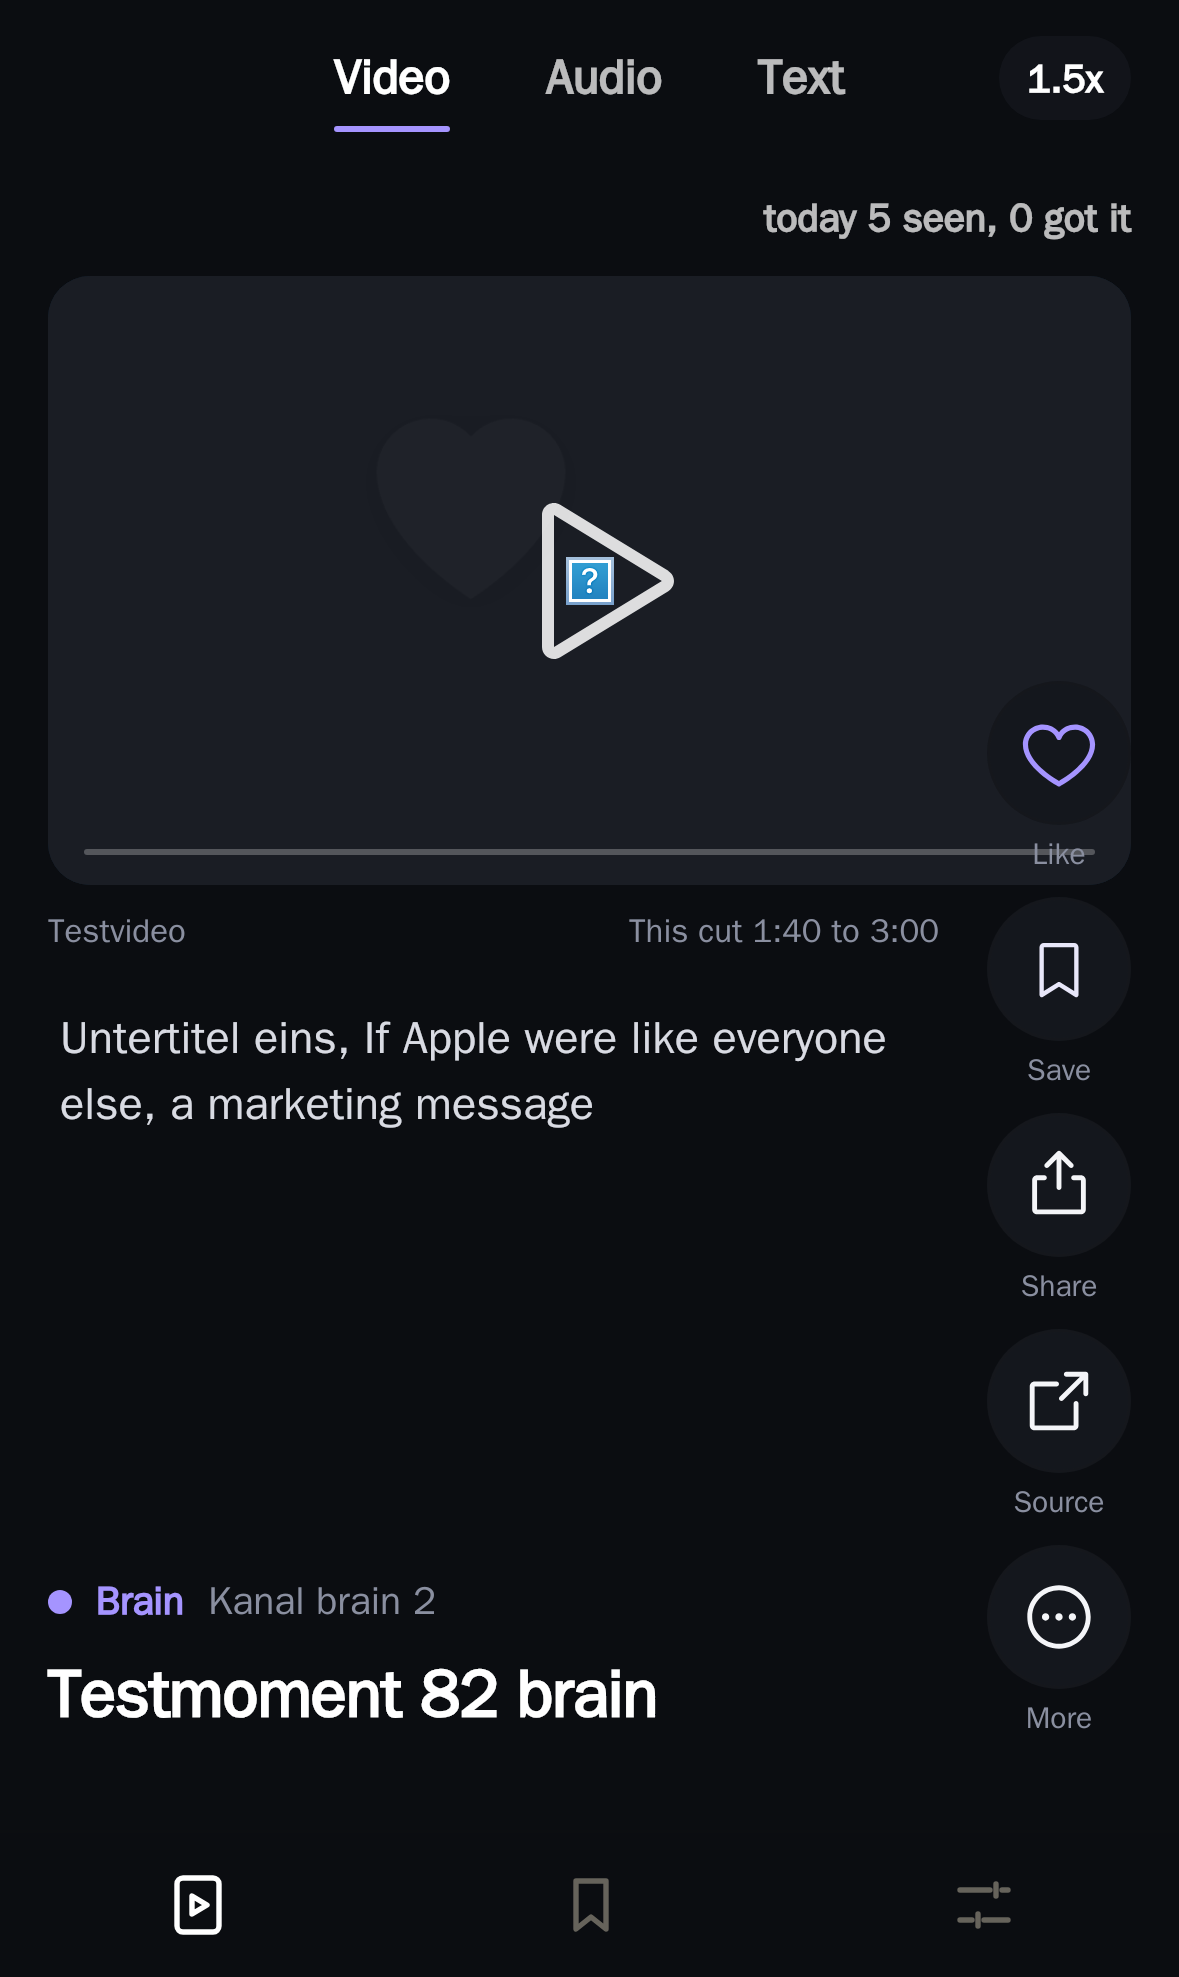 Video Audio Text 1.5x
today 5 seen, 0 got it
?
Like
Testvideo This cut 1:40 to 3:00
Untertitel eins, If Apple were like everyone
else, a marketing message
Save
Share
Source
Brain Kanal brain 2
Testmoment 82 brain
More